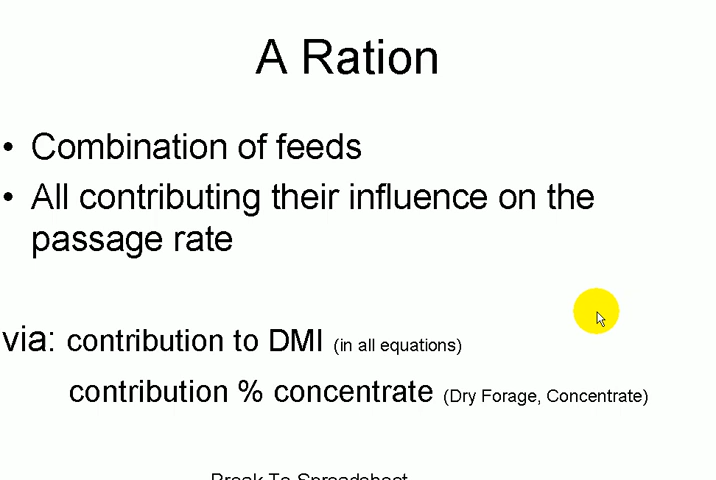 A Ration
• Combination of feeds
• All contributing their influence on the
passage rate
via: contribution to DMI (in all equations)
contribution % concentrate (Dry Forage, Concentrate)
Break To Spreadsheet